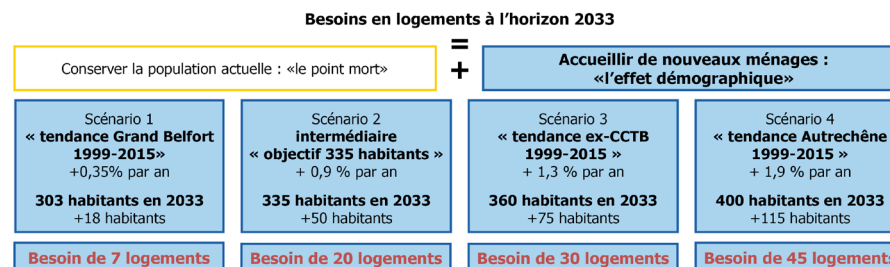 Besoins en logements à l’horizon 2033
=
Conserver la population actuelle : «le point mort»
+
Accueillir de nouveaux ménages :
«l’effet démographique»
Scénario 1
« tendance Grand Belfort
1999-2015»
+0,35% par an
303 habitants en 2033
+18 habitants
Besoin de 7 logements
Scénario 2
intermédiaire
« objectif 335 habitants »
+ 0,9 % par an
335 habitants en 2033
+50 habitants
Besoin de 20 logements
Scénario 3
« tendance ex-CCTB
1999-2015 »
+ 1,3 % par an
360 habitants en 2033
+75 habitants
Besoin de 30 logements
Scénario 4
« tendance Autrechêne
1999-2015 »
+ 1,9 % par an
400 habitants en 2033
+115 habitants
Besoin de 45 logements